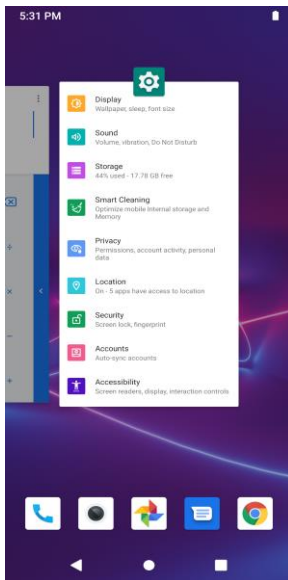 5:31 PM
Display
Wallpaper, sleep, font size
Sound
Volume, vibration, Do Not Disturb
Storage
44% used - 17.78 GB free
Smart Cleaning
Optimize mobile internal storage and
Memory
Privacy
Permissions, account activity, personal
data
Location
On - 5 apps have access to location
Security
Screen lock, fingerprint
Accounts
Auto-sync accounts
Accessibility
Screen readers, display, interaction controls